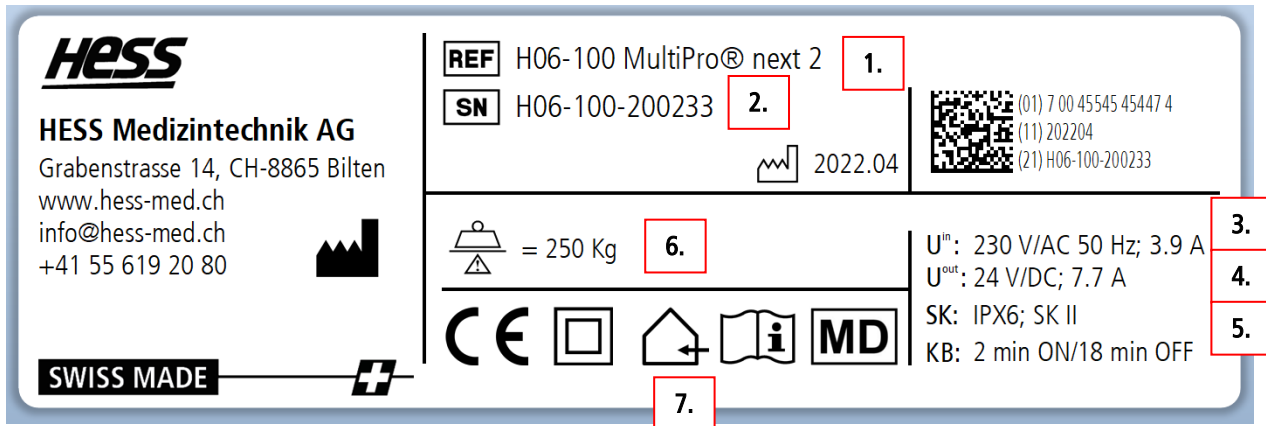 HESS
HESS Medizintechnik AG
Grabenstrasse 14, CH-8865 Bilten
www.hess-med.ch
info@hess-med.ch
+41 55 619 20 80
SWISS MADE
REF H06-100 MultiPro® next 2 1.
SN H06-100-200233 2.
2022.04
(01) 7 00 45545 45447 4
(11) 202204
(21) H06-100-200233
= 250 Kg 6.
CE i MD
7.
Uin: 230 V/AC 50 Hz; 3.9 A 3.
Uout: 24 V/DC; 7.7 A 4.
SK: IPX6; SK II 5.
KB: 2 min ON/18 min OFF